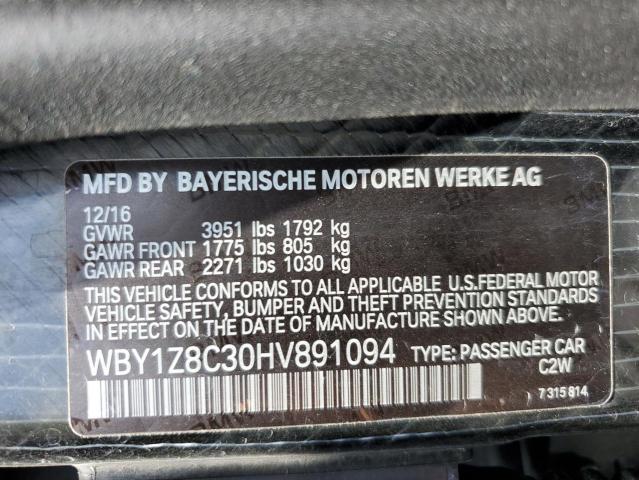 MFD BY BAYERISCHE MOTOREN WERKE AG
12/16
GVWR 3951 lbs 1792 kg
GAWR FRONT 1775 lbs 805 kg
GAWR REAR 2271 lbs 1030 kg
THIS VEHICLE CONFORMS TO ALL APPLICABLE U.S. FEDERAL MOTOR
VEHICLE SAFETY, BUMPER AND THEFT PREVENTION STANDARDS
IN EFFECT ON THE DATE OF MANUFACTURE SHOWN ABOVE.
WBY1Z8C30HV891094 TYPE: PASSENGER CAR
C2W
7 315 814